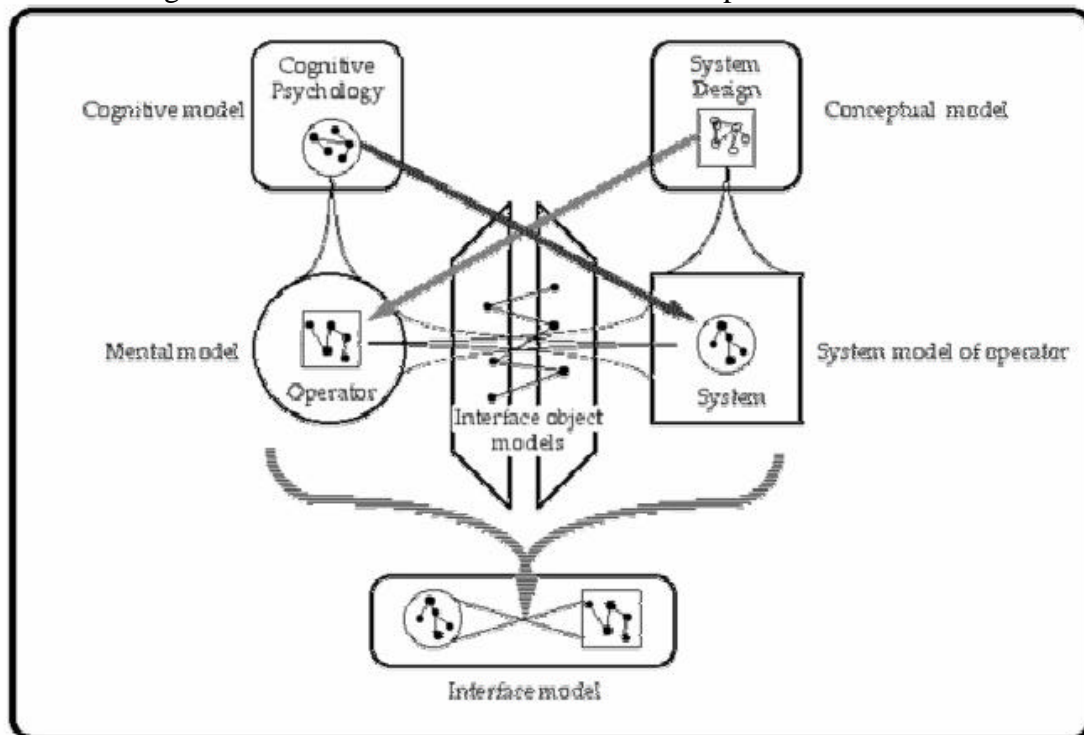 Cognitive
Psychology
System
Design
Cognitive model
Conceptual model
Mental model
Operator
Interface object
models
System
System model of operator
Interface model